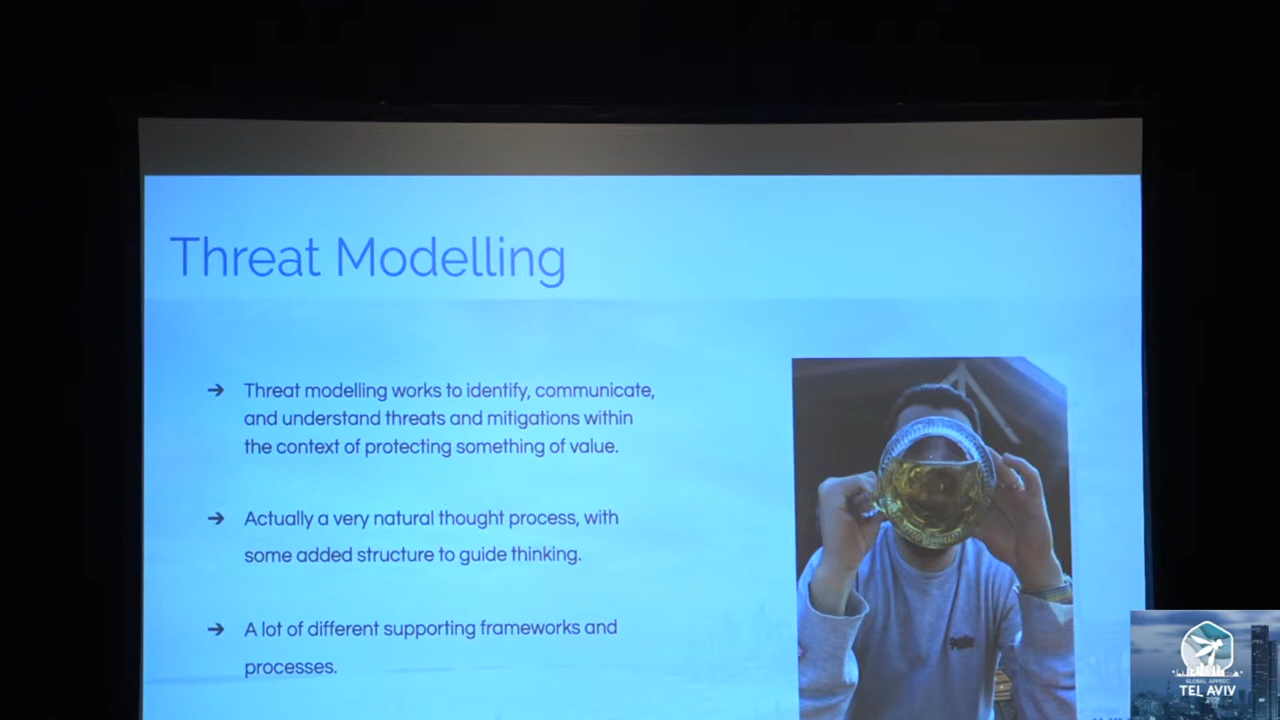 Threat Modelling
➔ Threat modelling works to identify, communicate,
and understand threats and mitigations within
the context of protecting something of value.
➔ Actually a very natural thought process, with
some added structure to guide thinking.
➔ A lot of different supporting frameworks and
processes.
GLOBAL APPSEC
TEL AVIV
2019